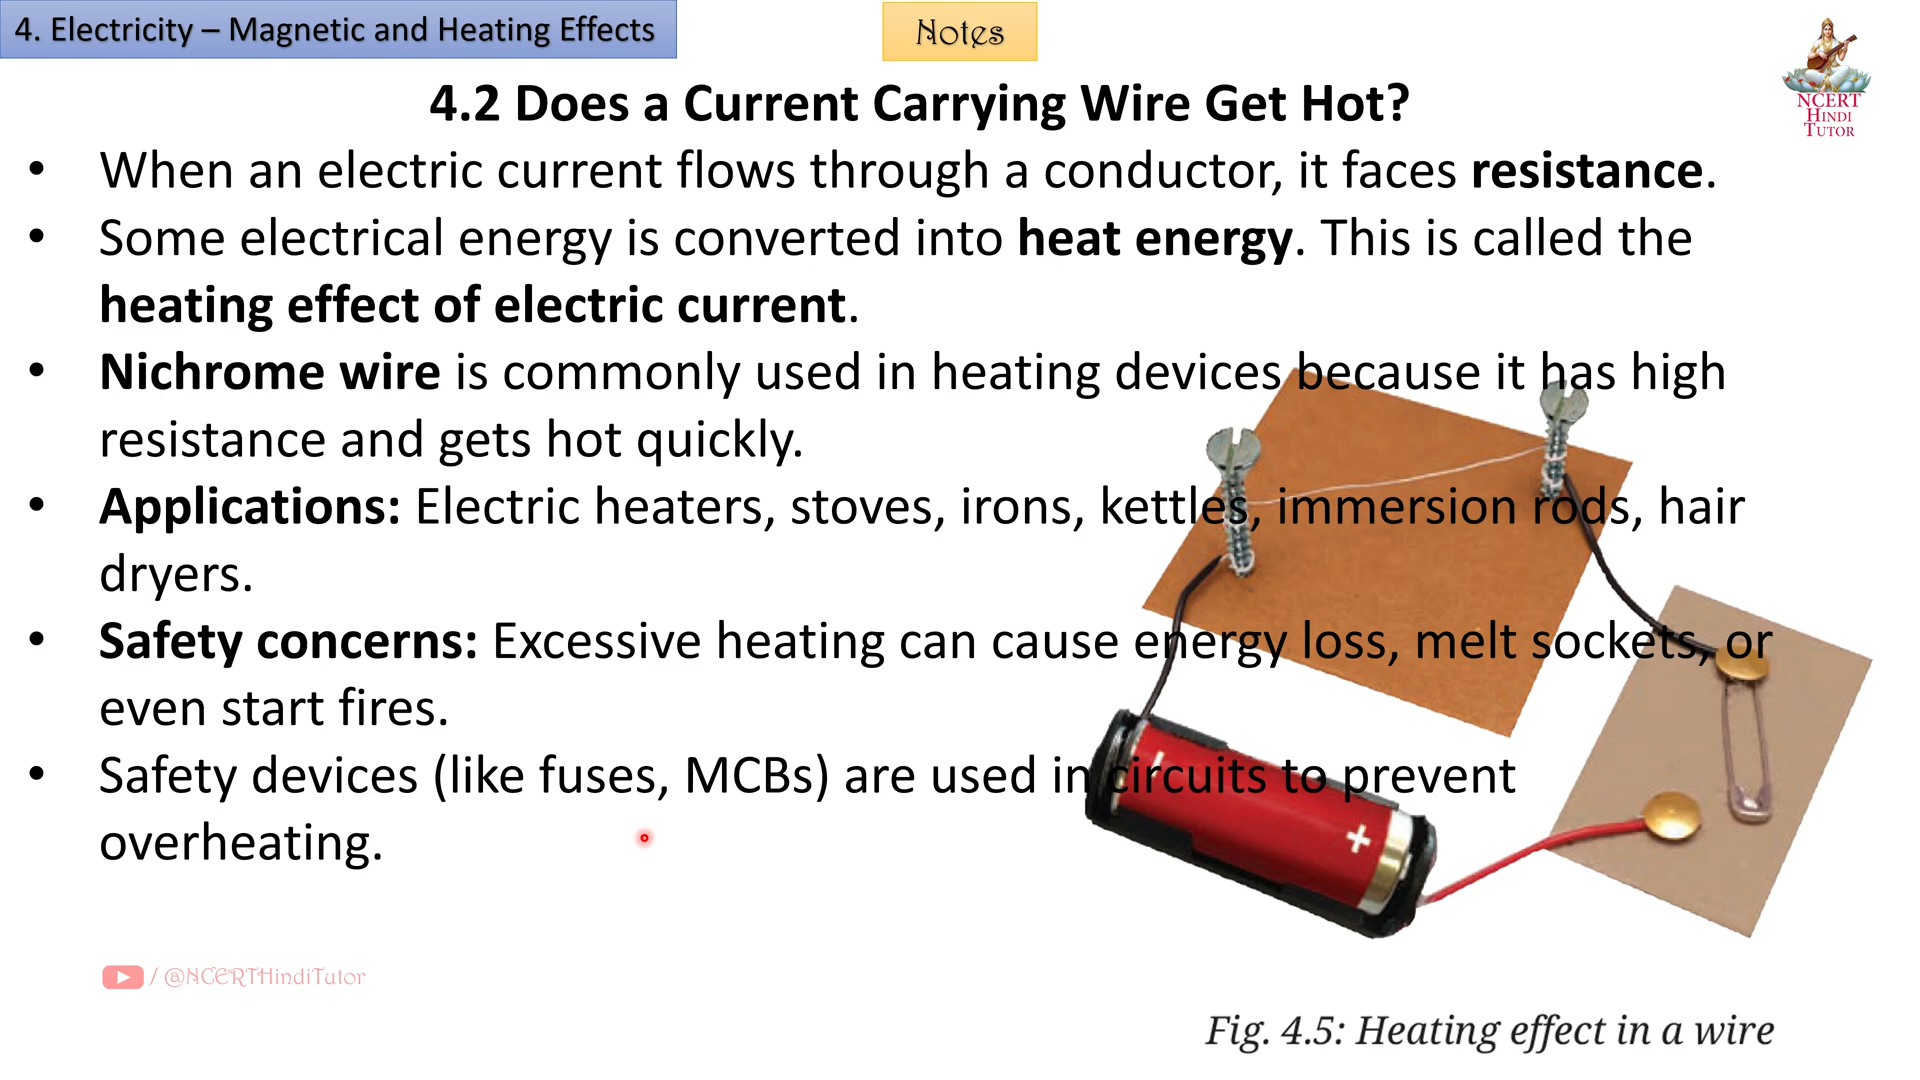 4. Electricity – Magnetic and Heating Effects
Notes
NCERT
HINDI
TUTOR
4.2 Does a Current Carrying Wire Get Hot?
• When an electric current flows through a conductor, it faces resistance.
• Some electrical energy is converted into heat energy. This is called the
heating effect of electric current.
• Nichrome wire is commonly used in heating devices because it has high
resistance and gets hot quickly.
• Applications: Electric heaters, stoves, irons, kettles, immersion rods, hair
dryers.
• Safety concerns: Excessive heating can cause energy loss, melt sockets, or
even start fires.
• Safety devices (like fuses, MCBs) are used in circuits to prevent
overheating.
– +
/ @NCERTHindiTutor
Fig. 4.5: Heating effect in a wire